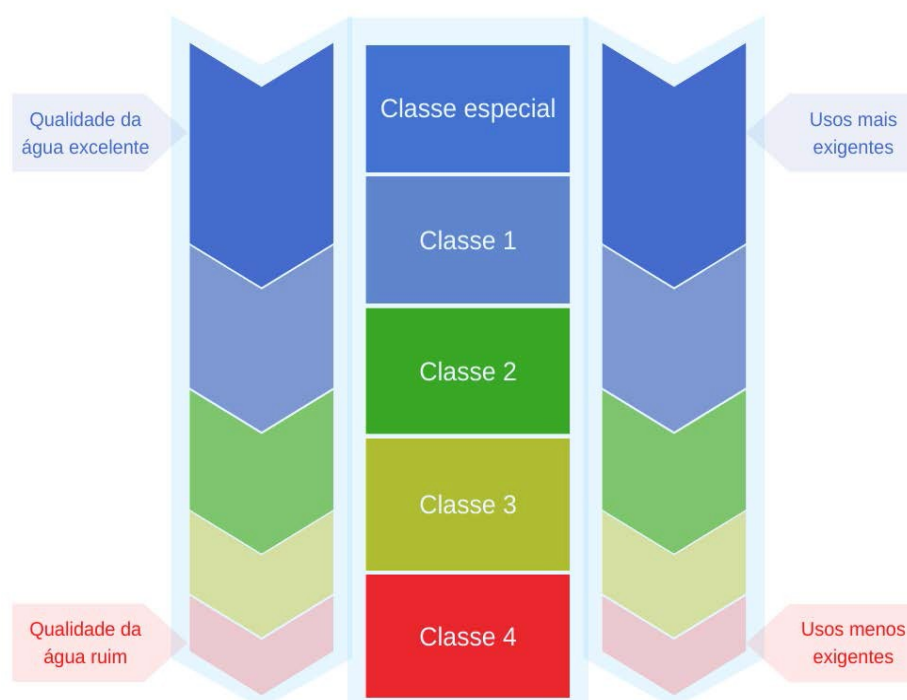 Classe especial
Qualidade da
água excelente
Usos mais
exigentes
Classe 1
Classe 2
Classe 3
Qualidade da
água ruim
Classe 4
Usos menos
exigentes